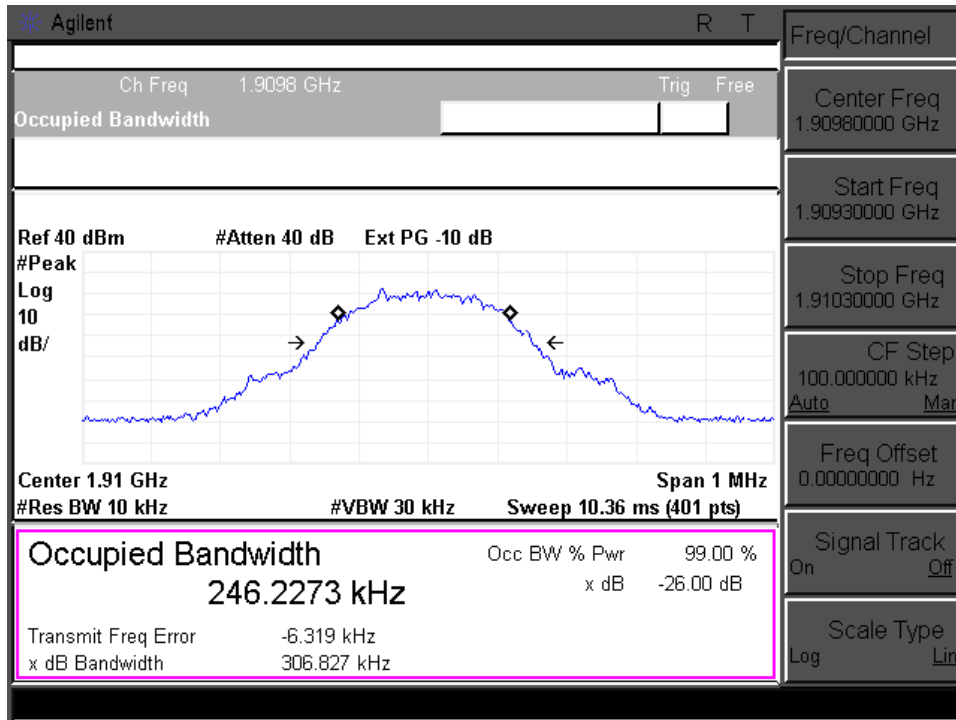 Agilent R T
Ch Freq 1.9098 GHz Trig Free
Occupied Bandwidth
Ref 40 dBm #Atten 40 dB Ext PG -10 dB
#Peak
Log
10
dB/
Center 1.91 GHz Span 1 MHz
#Res BW 10 kHz #VBW 30 kHz Sweep 10.36 ms (401 pts)
Occupied Bandwidth Occ BW % Pwr 99.00 %
246.2273 kHz x dB -26.00 dB
Transmit Freq Error -6.319 kHz
x dB Bandwidth 306.827 kHz
Freq/Channel
Center Freq
1.90980000 GHz
Start Freq
1.90930000 GHz
Stop Freq
1.91030000 GHz
CF Step
100.000000 kHz
Auto Man
Freq Offset
0.00000000 Hz
Signal Track
On Off
Scale Type
Log Lin